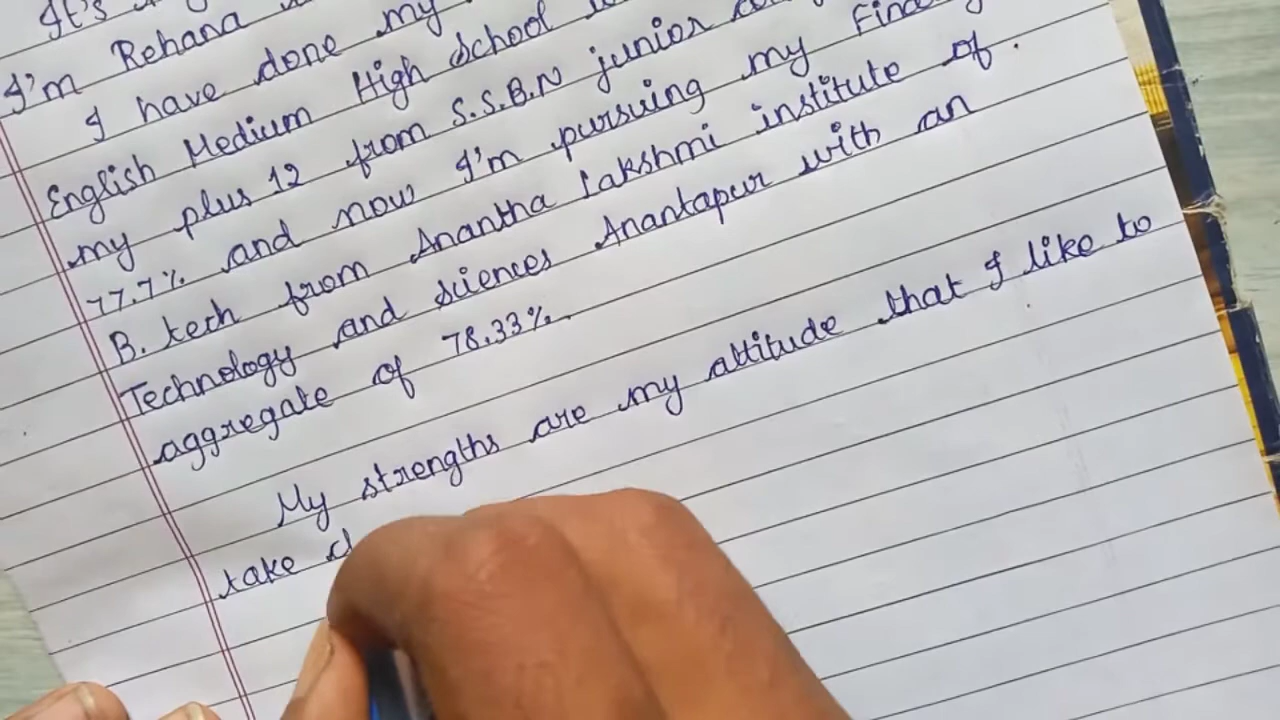 It's
I'm Rehana
I have done my
English Medium High School
my plus 12 from S.S.B.N junior
77.7% and now I'm pursuing my
B. tech from Anantha Lakshmi institute of
Technology and sciences Anantapur with an
aggregate of 78.33%.
My strengths are my attitude that I like to
take